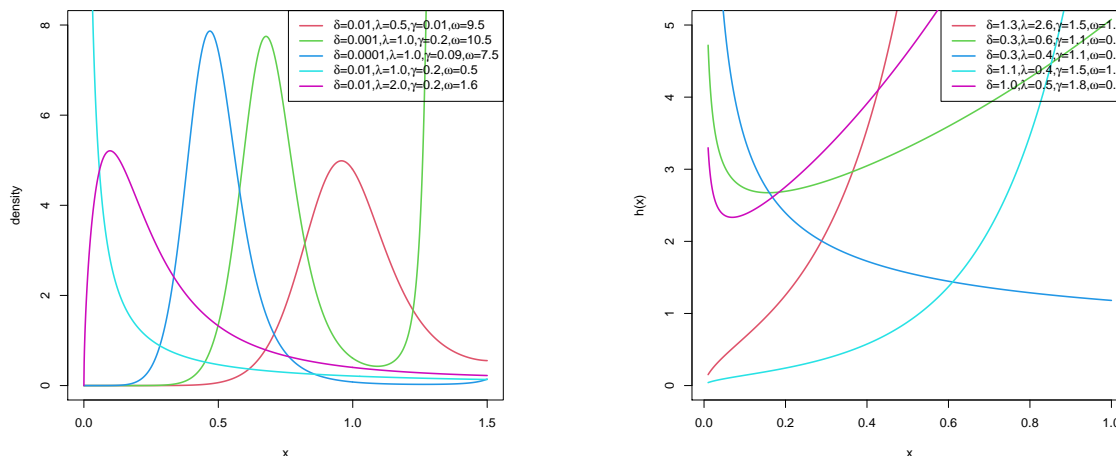 δ=0.01,λ=0.5,γ=0.01,ω=9.5
δ=0.001,λ=1.0,γ=0.2,ω=10.5
δ=0.0001,λ=1.0,γ=0.09,ω=7.5
δ=0.01,λ=1.0,γ=0.2,ω=0.5
δ=0.01,λ=2.0,γ=0.2,ω=1.6
8
6
4
2
0
density
0.0
0.5
1.0
1.5
x
δ=1.3,λ=2.6,γ=1.5,ω=1.
δ=0.3,λ=0.6,γ=1.1,ω=0.
δ=0.3,λ=0.4,γ=1.1,ω=0.
δ=1.1,λ=0.4,γ=1.5,ω=1.
δ=1.0,λ=0.5,γ=1.8,ω=0.
5
4
3
2
1
0
h(x)
0.0
0.2
0.4
0.6
0.8
1.0
x